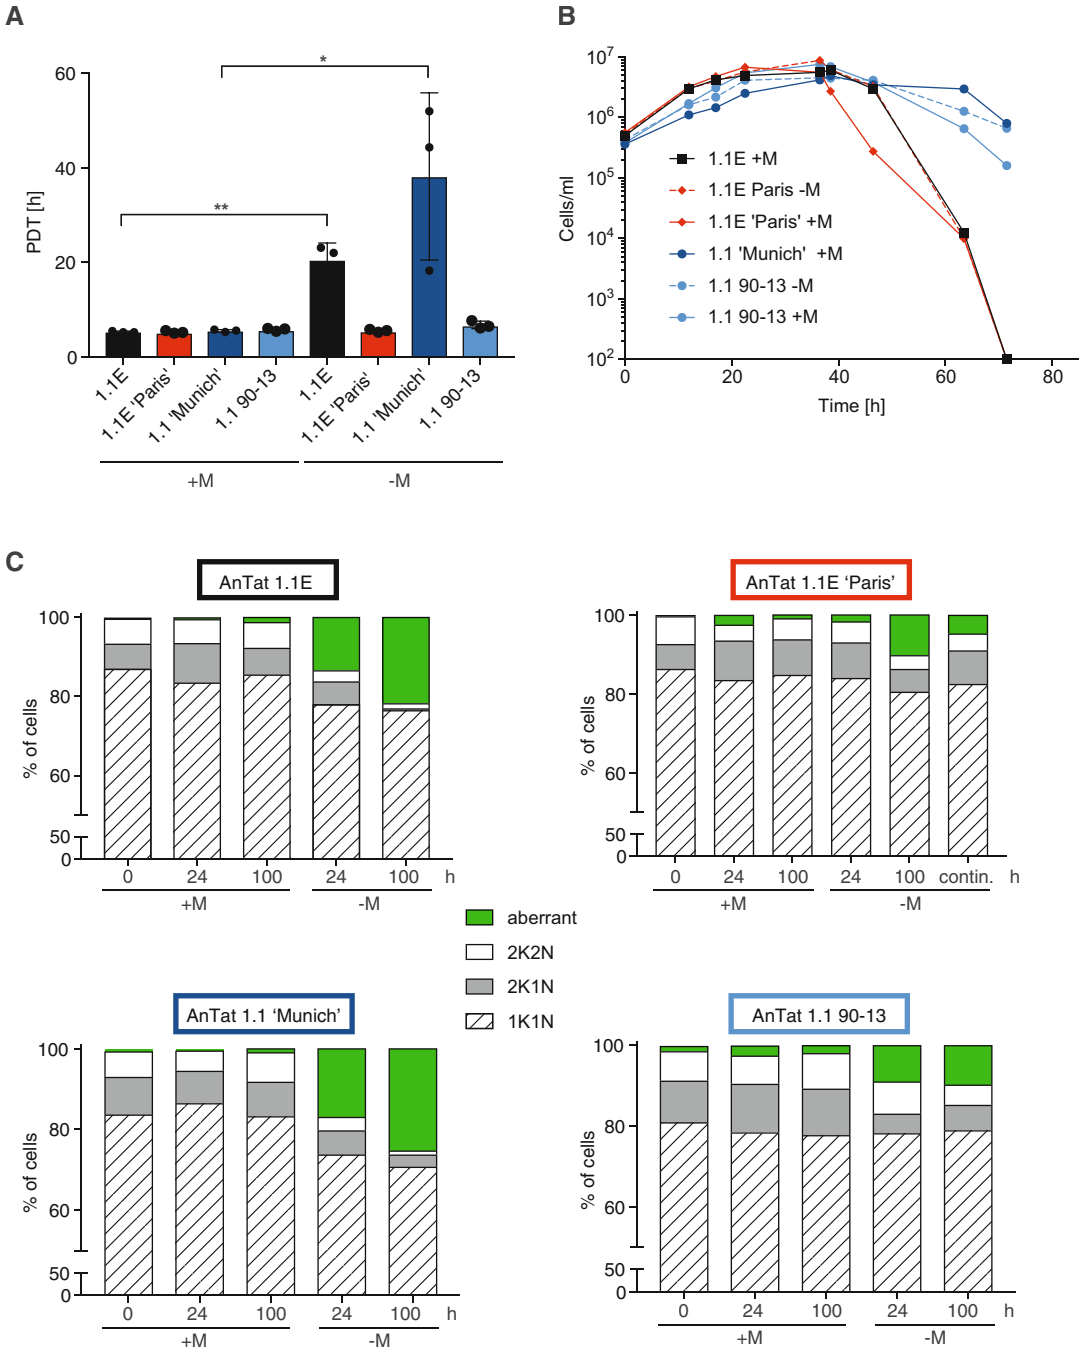 A
PDT [h]
60
40
20
0
*
**
1.1E
1.1E 'Paris'
1.1 'Munich'
1.1 90-13
1.1E
1.1E 'Paris'
1.1 'Munich'
1.1 90-13
+M
-M
B
Cells/ml
10^7
10^6
10^5
10^4
10^3
10^2
0
20
40
60
80
Time [h]
1.1E +M
1.1E Paris -M
1.1E 'Paris' +M
1.1 'Munich' +M
1.1 90-13 -M
1.1 90-13 +M
C
AnTat 1.1E
% of cells
100
80
60
50
0
0 24 100 24 100 h
+M -M
AnTat 1.1E ‘Paris’
% of cells
100
80
60
50
0
0 24 100 24 100 contin. h
+M -M
aberrant
2K2N
2K1N
1K1N
AnTat 1.1 ‘Munich’
% of cells
100
80
60
50
0
0 24 100 24 100 h
+M -M
AnTat 1.1 90-13
% of cells
100
80
60
50
0
0 24 100 24 100 h
+M -M